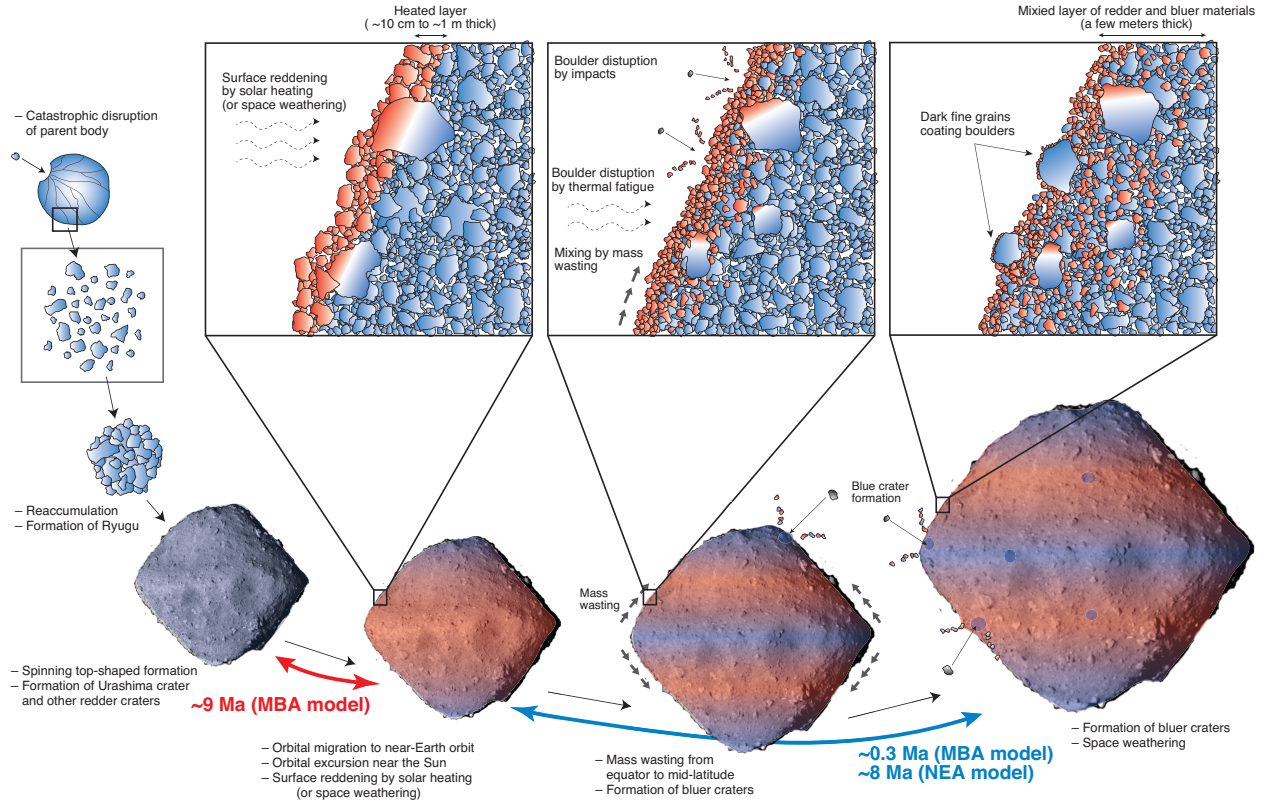 Heated layer
( ~10 cm to ~1 m thick)
Mixied layer of redder and bluer materials
(a few meters thick)
Surface reddening
by solar heating
(or space weathering)
Boulder distuption
by impacts
Boulder distuption
by thermal fatigue
Mixing by mass
wasting
Dark fine grains
coating boulders
– Catastrophic disruption
of parent body
– Reaccumulation
– Formation of Ryugu
– Spinning top-shaped formation
– Formation of Urashima crater
and other redder craters
~9 Ma (MBA model)
– Orbital migration to near-Earth orbit
– Orbital excursion near the Sun
– Surface reddening by solar heating
(or space weathering)
Mass
wasting
Blue crater
formation
– Mass wasting from
equator to mid-latitude
– Formation of bluer craters
~0.3 Ma (MBA model)
~8 Ma (NEA model)
– Formation of bluer craters
– Space weathering